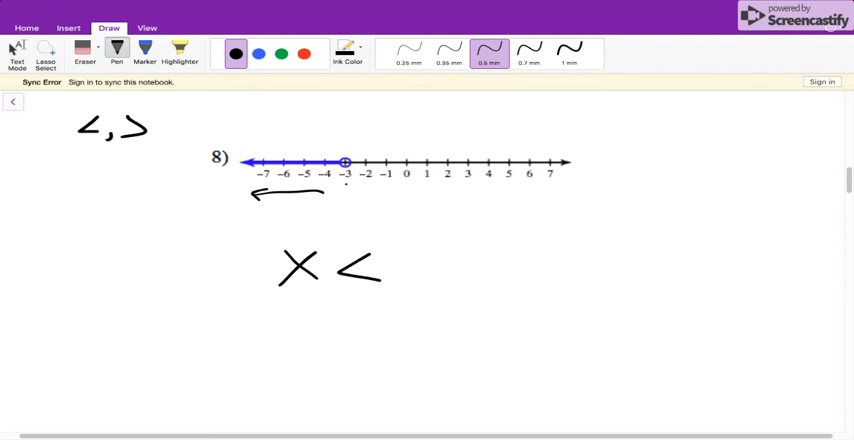 Home Insert Draw View
powered by
Screencastify
Text Mode
Lasso Select
Eraser
Pen
Marker
Highlighter
Ink Color
0.25 mm
0.35 mm
0.5 mm
0.7 mm
1 mm
Sync Error Sign in to sync this notebook.
Sign in
<, >
8)
-7 -6 -5 -4 -3 -2 -1 0 1 2 3 4 5 6 7
X <